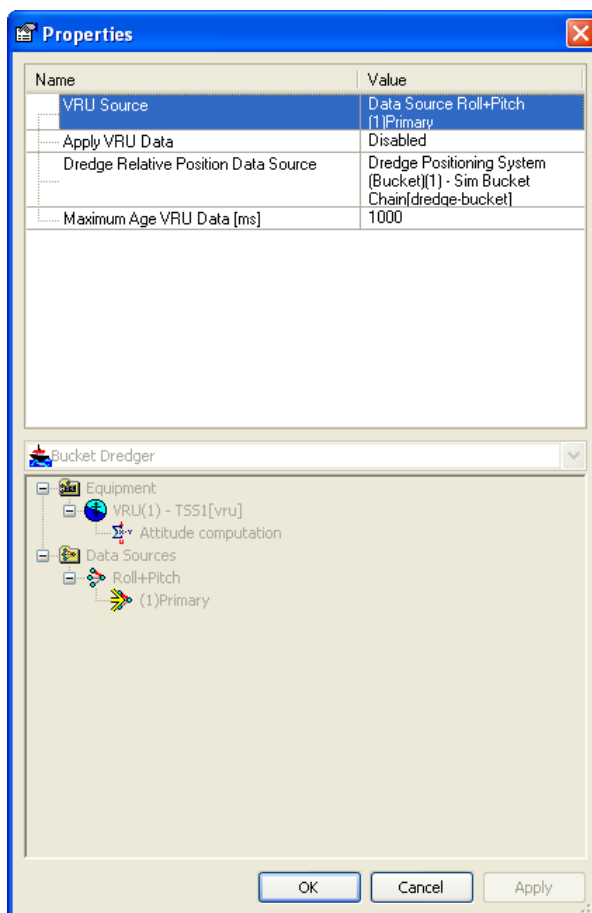 Properties
Name Value
VRU Source Data Source Roll+Pitch
(1)Primary
Apply VRU Data Disabled
Dredge Relative Position Data Source Dredge Positioning System
(Bucket)(1) - Sim Bucket
Chain[dredge-bucket]
Maximum Age VRU Data [ms] 1000
Bucket Dredger
Equipment
VRU(1) - TSS1[vru]
Attitude computation
Data Sources
Roll+Pitch
(1)Primary
OK Cancel Apply